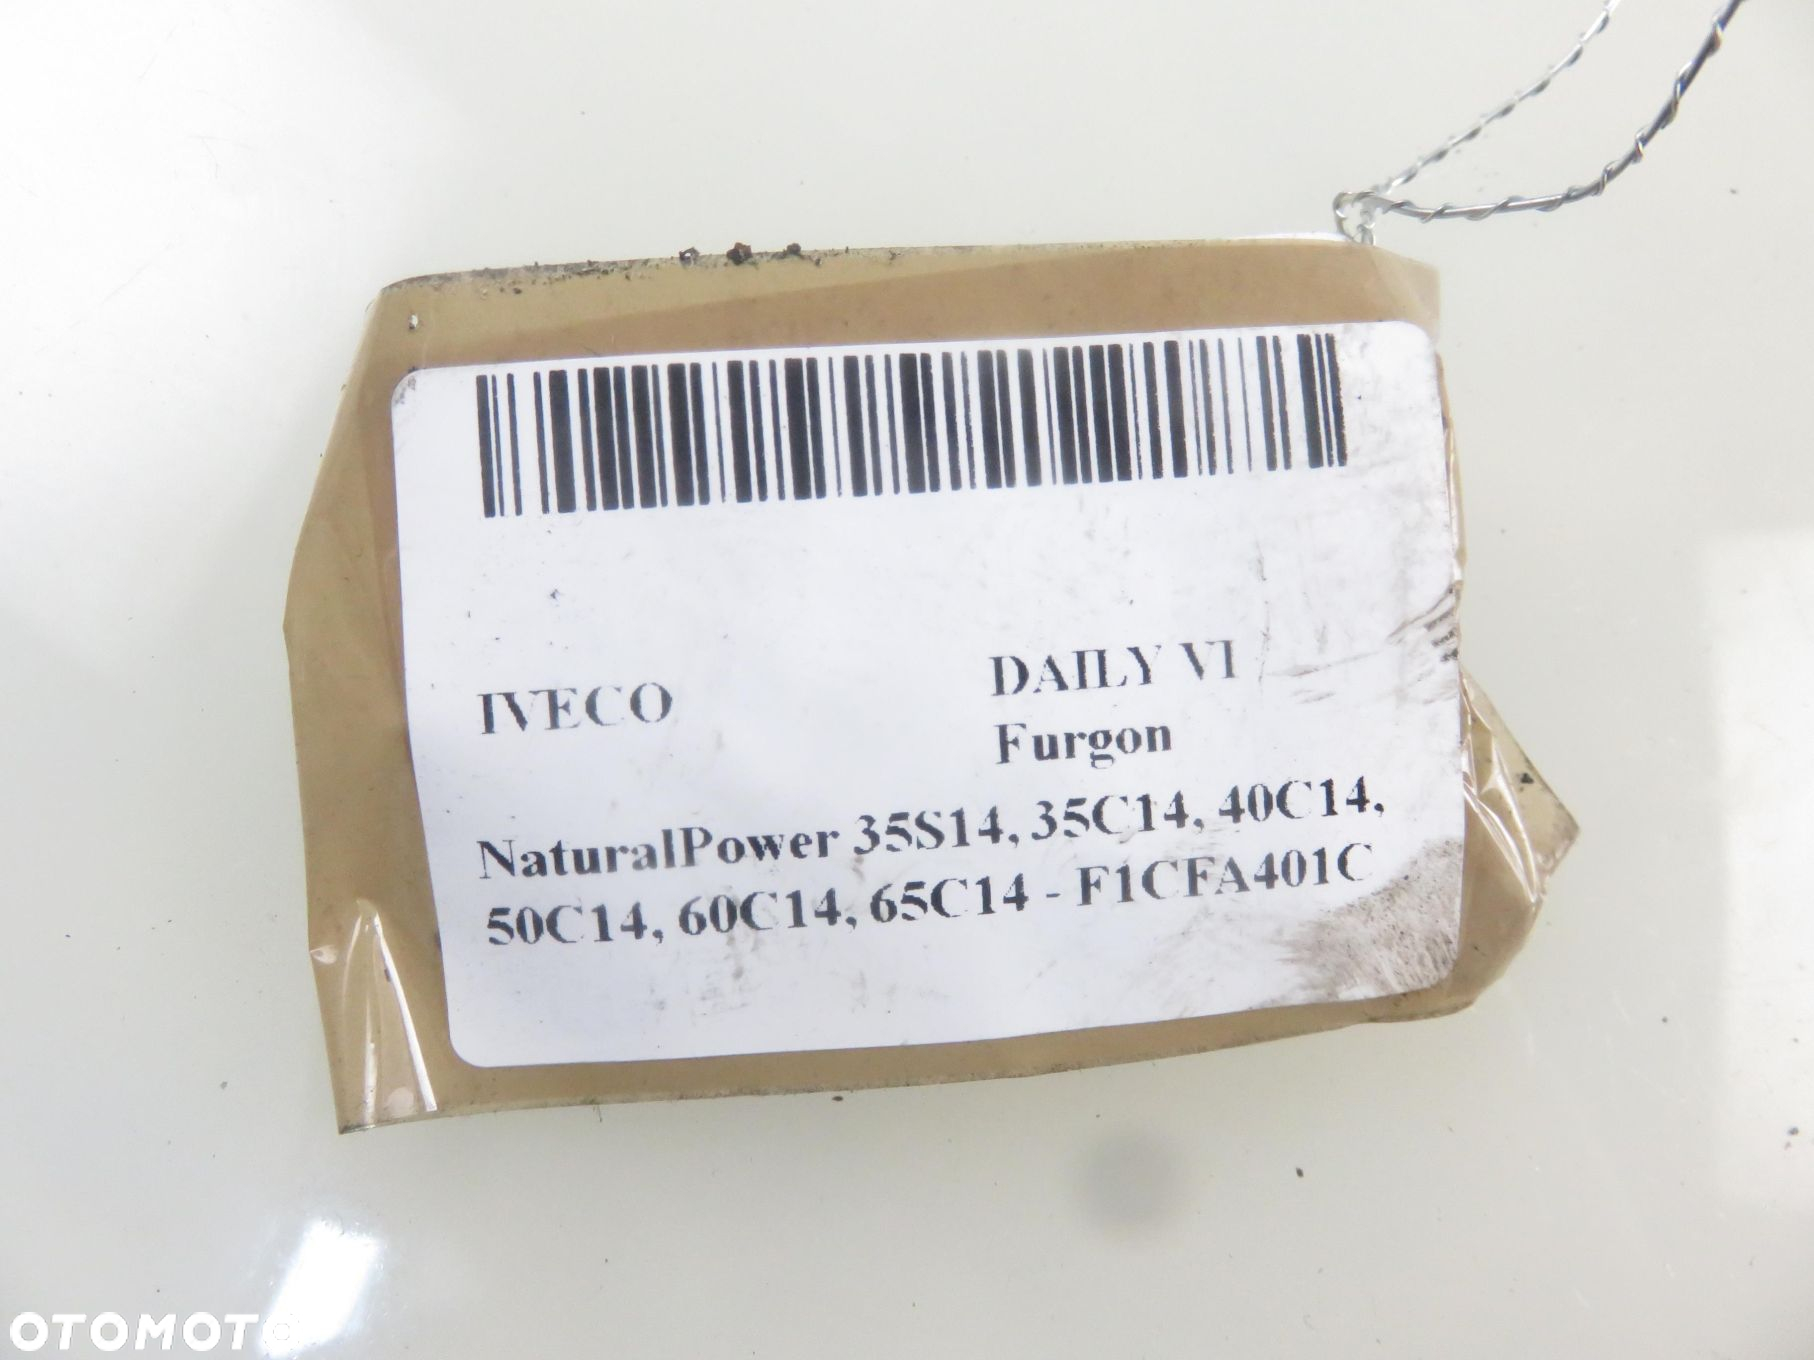 IVECO
DAILY VI
Furgon
NaturalPower 35S14, 35C14, 40C14,
50C14, 60C14, 65C14 - F1CFA401C
OTOMOTO